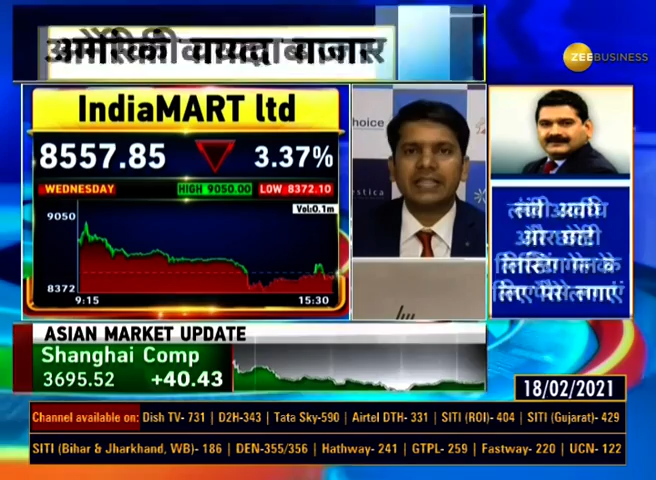 बाजार
ZEEBUSINESS
IndiaMART ltd
8557.85 3.37%
WEDNESDAY HIGH 9050.00 LOW 8372.10
Vol:0.1m
9050
8372
9:15 15:30
hoice
estica
अवधि
और छोटी
लिस्टिंग गेन के
लिए पैसे लगाएं
ASIAN MARKET UPDATE
Shanghai Comp
3695.52 +40.43
18/02/2021
Channel available on: Dish TV- 731 | D2H-343 | Tata Sky-590 | Airtel DTH- 331 | SITI (ROI)- 404 | SITI (Gujarat)- 429
SITI (Bihar & Jharkhand, WB)- 186 | DEN-355/356 | Hathway- 241 | GTPL- 259 | Fastway- 220 | UCN- 122